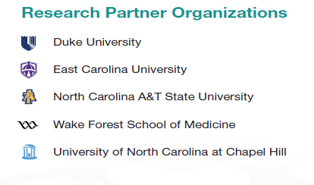 Research Partner Organizations
Duke University
East Carolina University
North Carolina A&T State University
Wake Forest School of Medicine
University of North Carolina at Chapel Hill